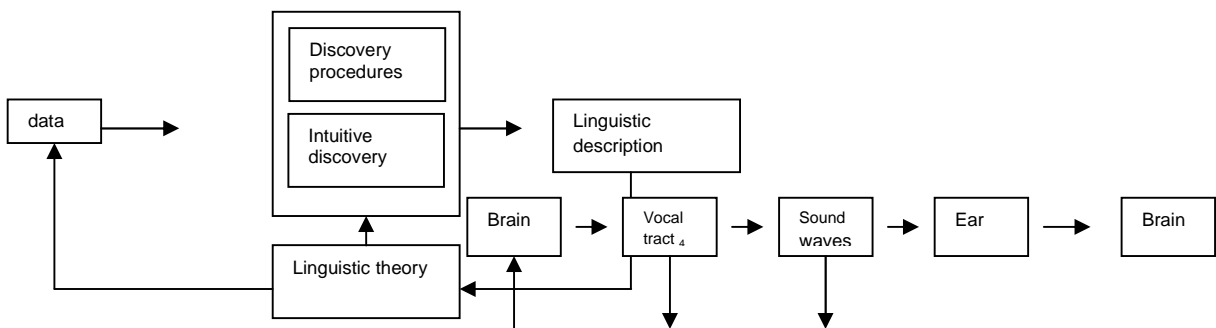 Discovery
procedures
data
Intuitive
discovery
Linguistic
description
Brain
Vocal
tract 4
Sound
waves
Ear
Brain
Linguistic theory